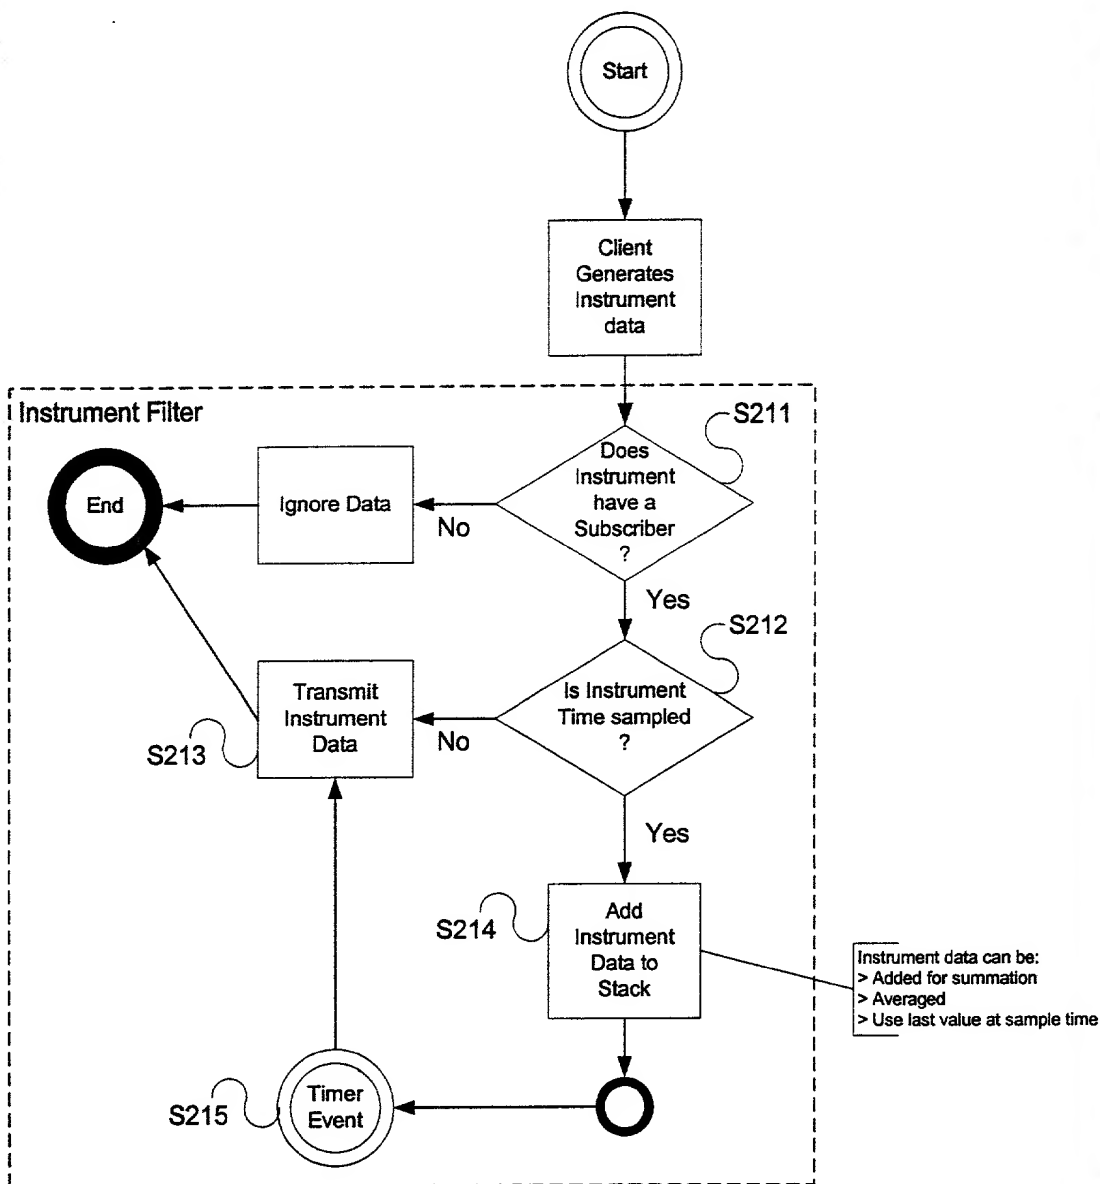 Start
Client
Generates
Instrument
data
Instrument Filter
S211
Does
Instrument
have a
Subscriber
?
No
Ignore Data
End
Yes
S212
Is Instrument
Time sampled
?
No
Transmit
Instrument
Data
S213
Yes
S214
Add
Instrument
Data to
Stack
Instrument data can be:
> Added for summation
> Averaged
> Use last value at sample time
Timer
Event
S215